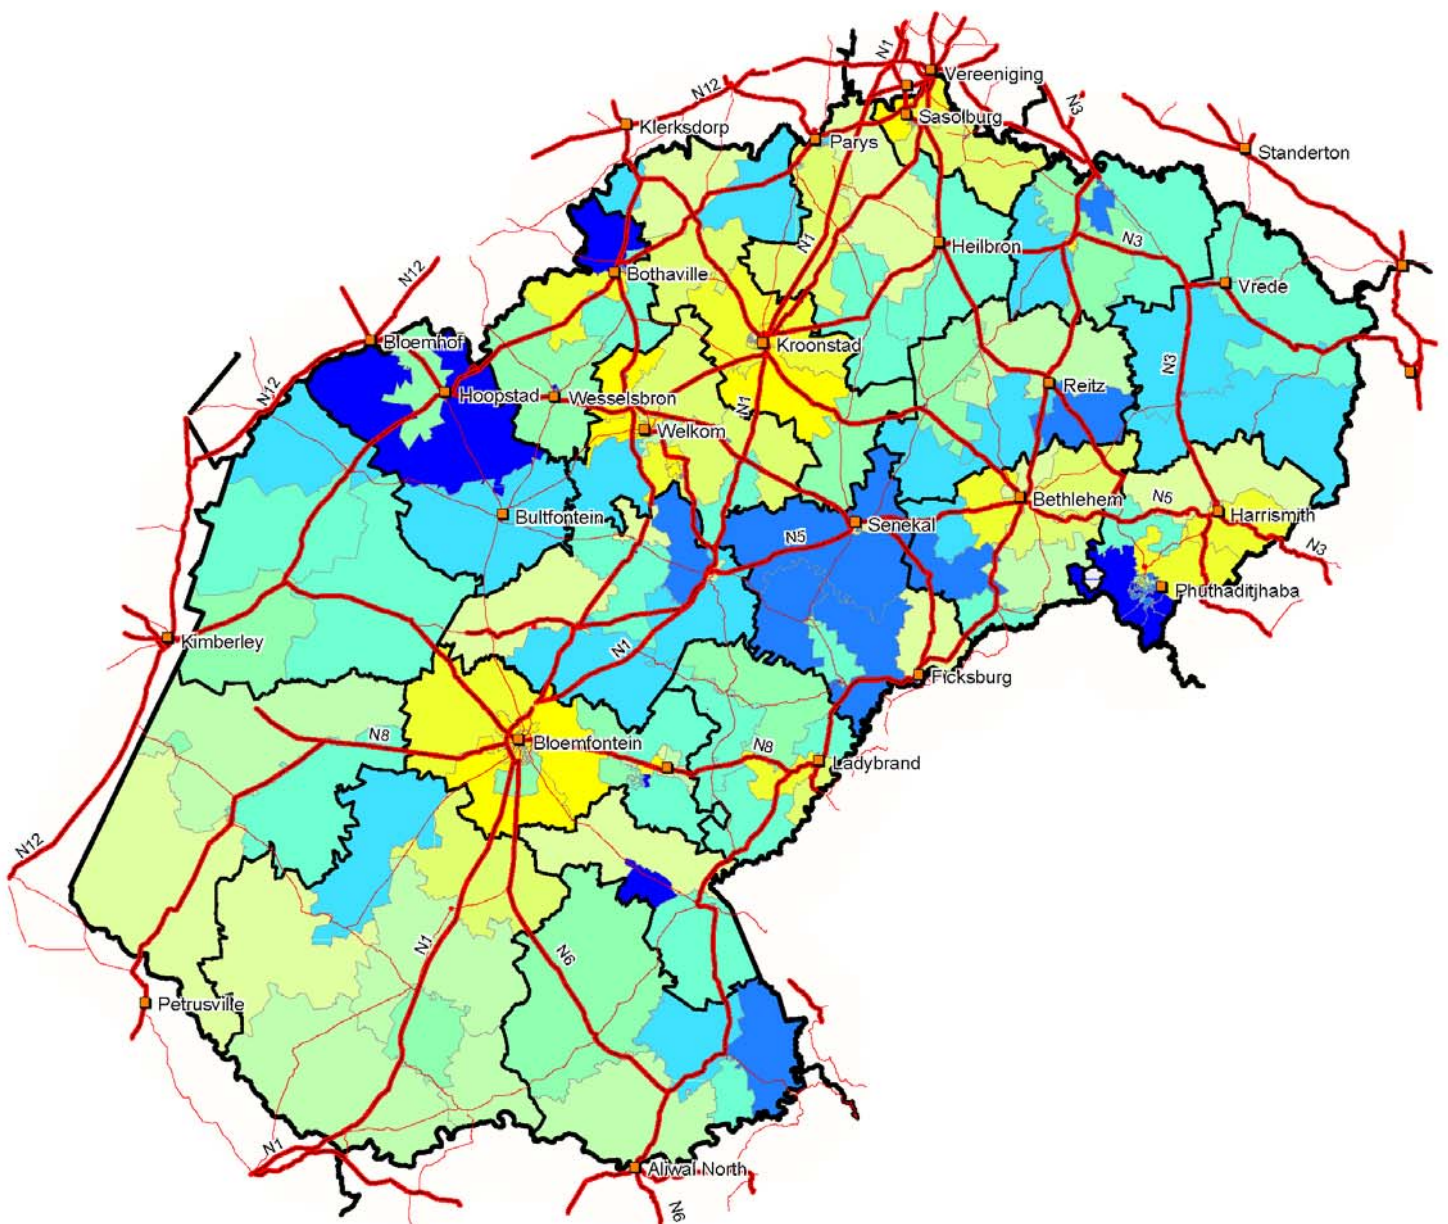 N1
Vereeniging
N12
N3
Sasolburg
Klerksdorp
Parys
Standerton
N1
Heilbron
N3
N12
Bothaville
Vrede
Bloemhof
Kroonstad
N3
N12
Hoopstad
Wesselsbron
N1
Reitz
Welkom
Bethlehem
N5
Bultfontein
Senekal
Harrismith
N5
N3
Phuthaditjhaba
Kimberley
N1
Ficksburg
N8
Bloemfontein
N8
Ladybrand
N12
N1
N6
Petrusville
N1
Aliwal North
N6